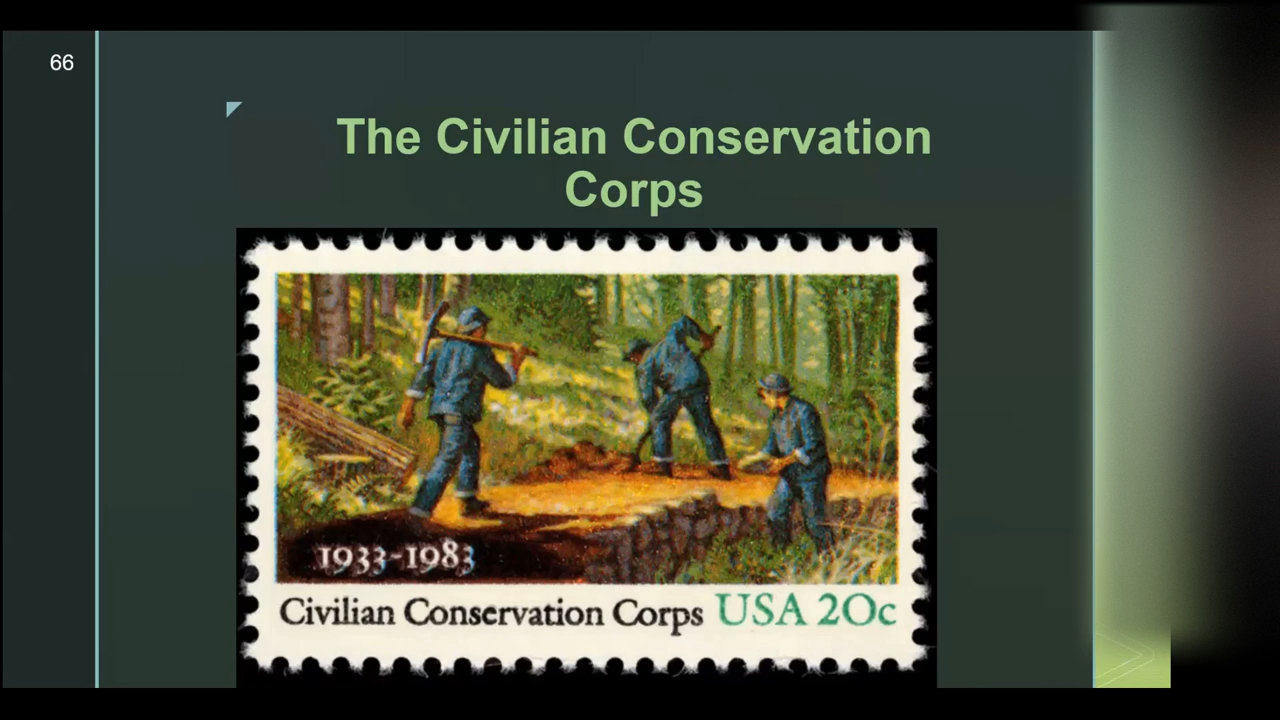 66
The Civilian Conservation
Corps
1933-1983
Civilian Conservation Corps USA 20c